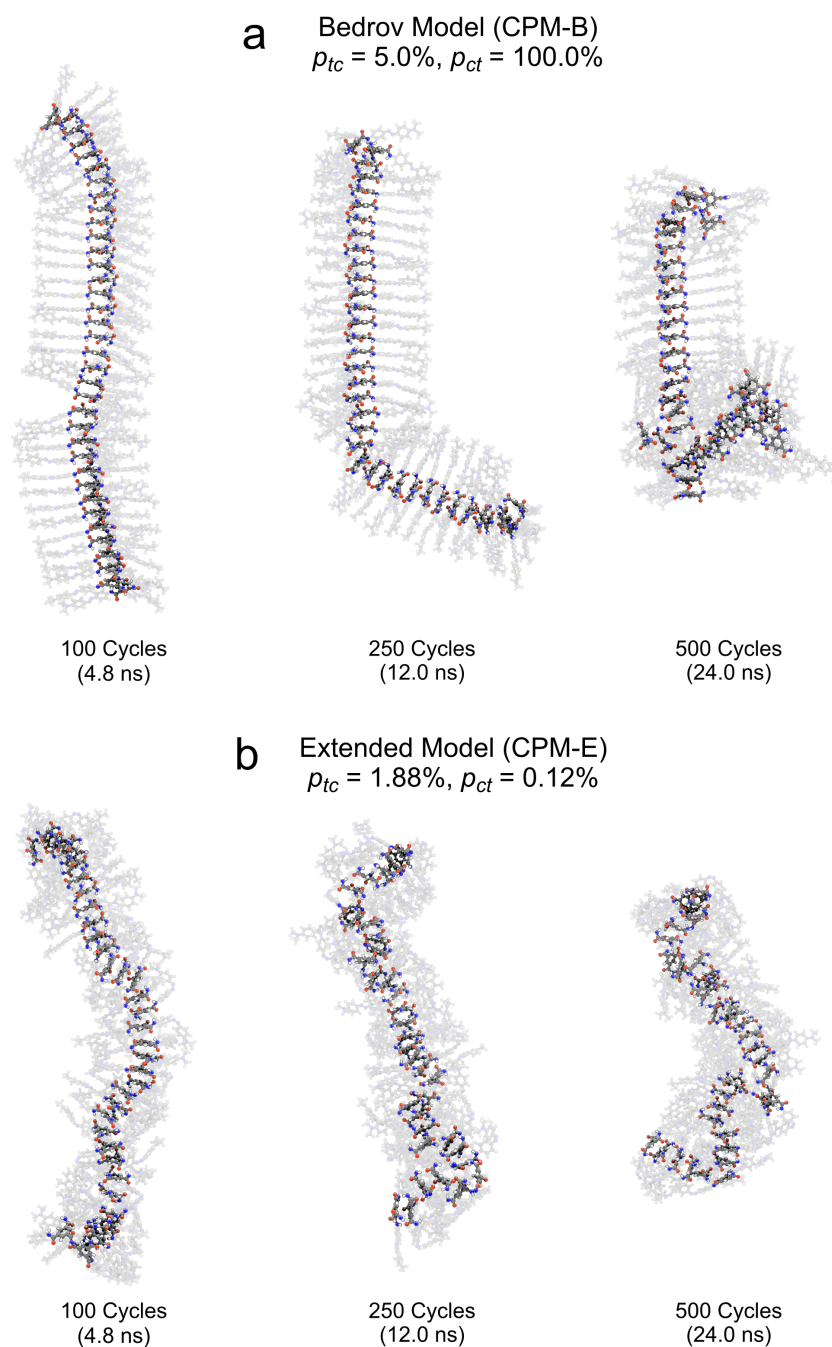 a
Bedrov Model (CPM-B)
p_tc = 5.0%, p_ct = 100.0%
100 Cycles
(4.8 ns)
250 Cycles
(12.0 ns)
500 Cycles
(24.0 ns)
b
Extended Model (CPM-E)
p_tc = 1.88%, p_ct = 0.12%
100 Cycles
(4.8 ns)
250 Cycles
(12.0 ns)
500 Cycles
(24.0 ns)